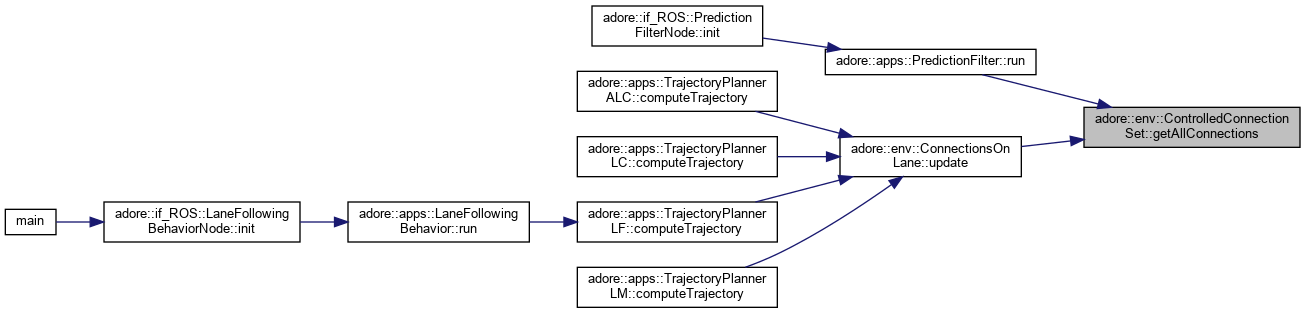 adore::if_ROS::Prediction
FilterNode::init
adore::apps::PredictionFilter::run
adore::apps::TrajectoryPlanner
ALC::computeTrajectory
adore::env::ControlledConnection
Set::getAllConnections
adore::apps::TrajectoryPlanner
LC::computeTrajectory
adore::env::ConnectionsOn
Lane::update
main
adore::if_ROS::LaneFollowing
BehaviorNode::init
adore::apps::LaneFollowing
Behavior::run
adore::apps::TrajectoryPlanner
LF::computeTrajectory
adore::apps::TrajectoryPlanner
LM::computeTrajectory